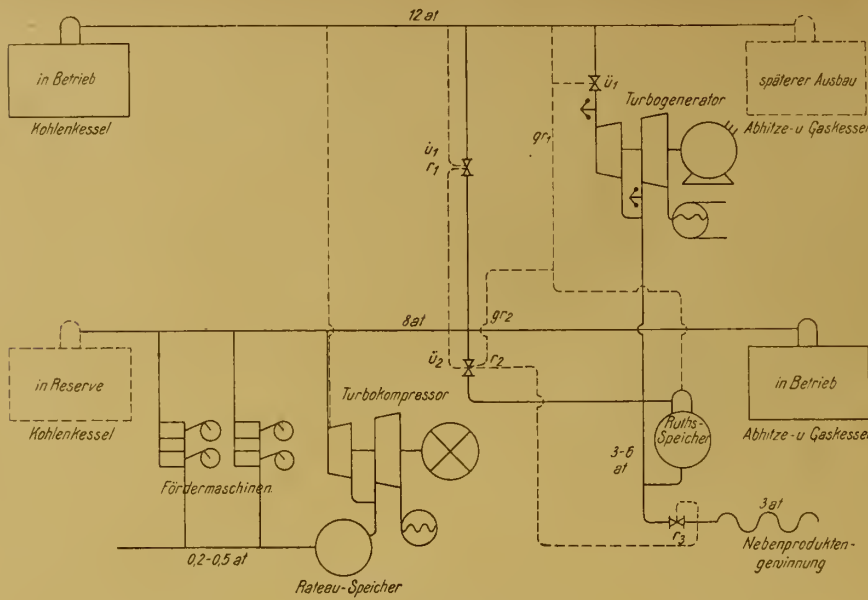 12 at
in Betrieb
Kohlenkessel
späterer Ausbau
Abhitze- u Gaskessel
ü1
Turbogenerator
gr1
ü1
r1
8 at
gr2
ü2
r2
in Reserve
Kohlenkessel
in Betrieb
Abhitze- u Gaskessel
Turbokompressor
Ruths-
Speicher
3-6
at
Fördermaschinen
3 at
r3
Nebenprodukten-
gewinnung
0,2-0,5 at
Rateau-Speicher